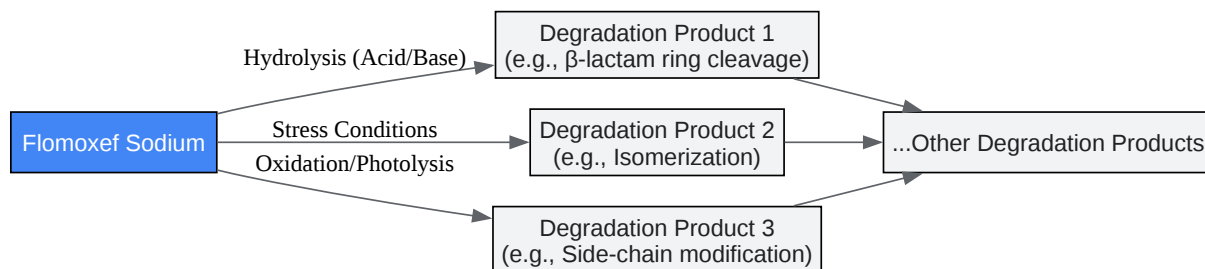 Flomoxef Sodium
Hydrolysis (Acid/Base)
Stress Conditions
Oxidation/Photolysis
Degradation Product 1
(e.g., β-lactam ring cleavage)
Degradation Product 2
(e.g., Isomerization)
Degradation Product 3
(e.g., Side-chain modification)
...Other Degradation Products